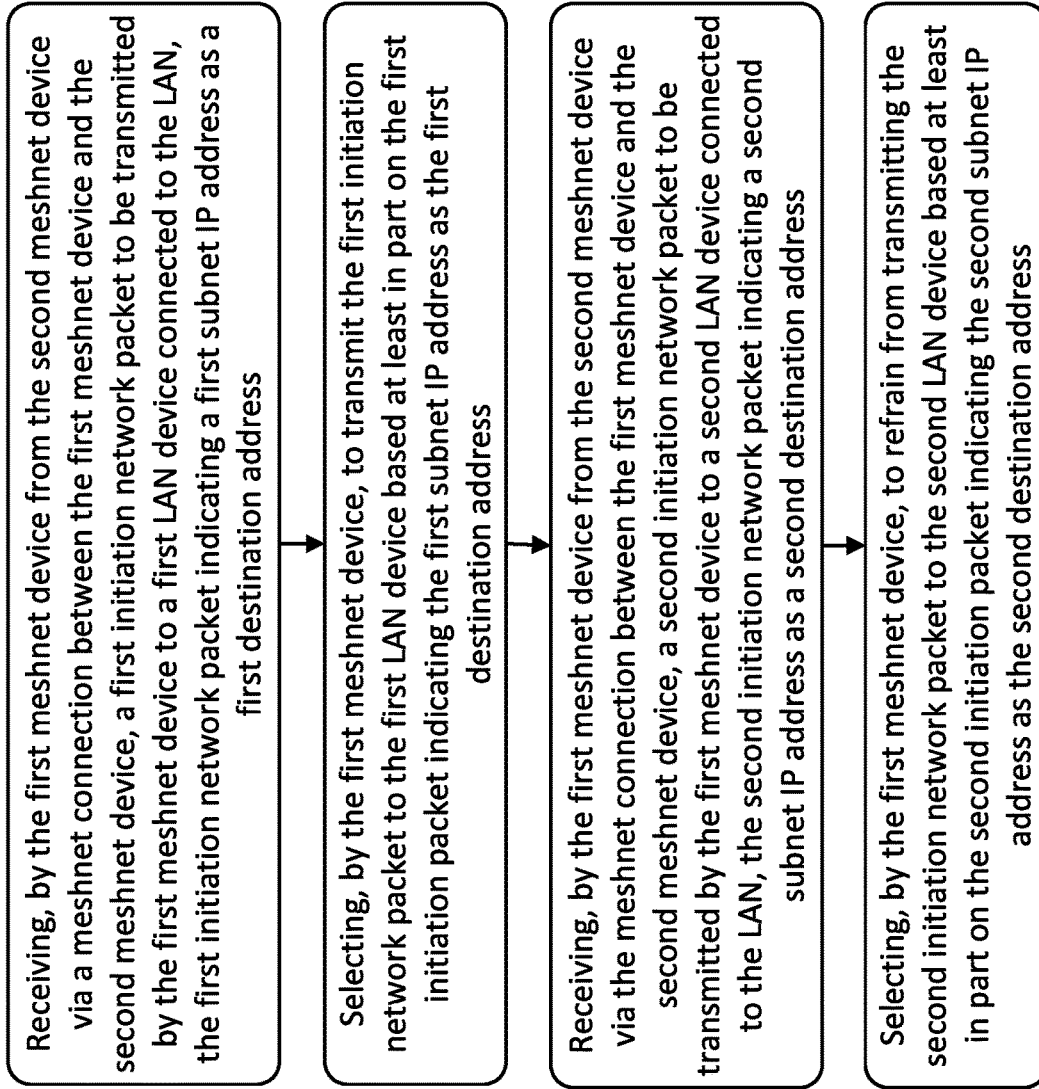 Receiving, by the first meshnet device from the second meshnet device
via a meshnet connection between the first meshnet device and the
second meshnet device, a first initiation network packet to be transmitted
by the first meshnet device to a first LAN device connected to the LAN,
the first initiation network packet indicating a first subnet IP address as a
first destination address
Selecting, by the first meshnet device, to transmit the first initiation
network packet to the first LAN device based at least in part on the first
initiation packet indicating the first subnet IP address as the first
destination address
Receiving, by the first meshnet device from the second meshnet device
via the meshnet connection between the first meshnet device and the
second meshnet device, a second initiation network packet to be
transmitted by the first meshnet device to a second LAN device connected
to the LAN, the second initiation network packet indicating a second
subnet IP address as a second destination address
Selecting, by the first meshnet device, to refrain from transmitting the
second initiation network packet to the second LAN device based at least
in part on the second initiation packet indicating the second subnet IP
address as the second destination address